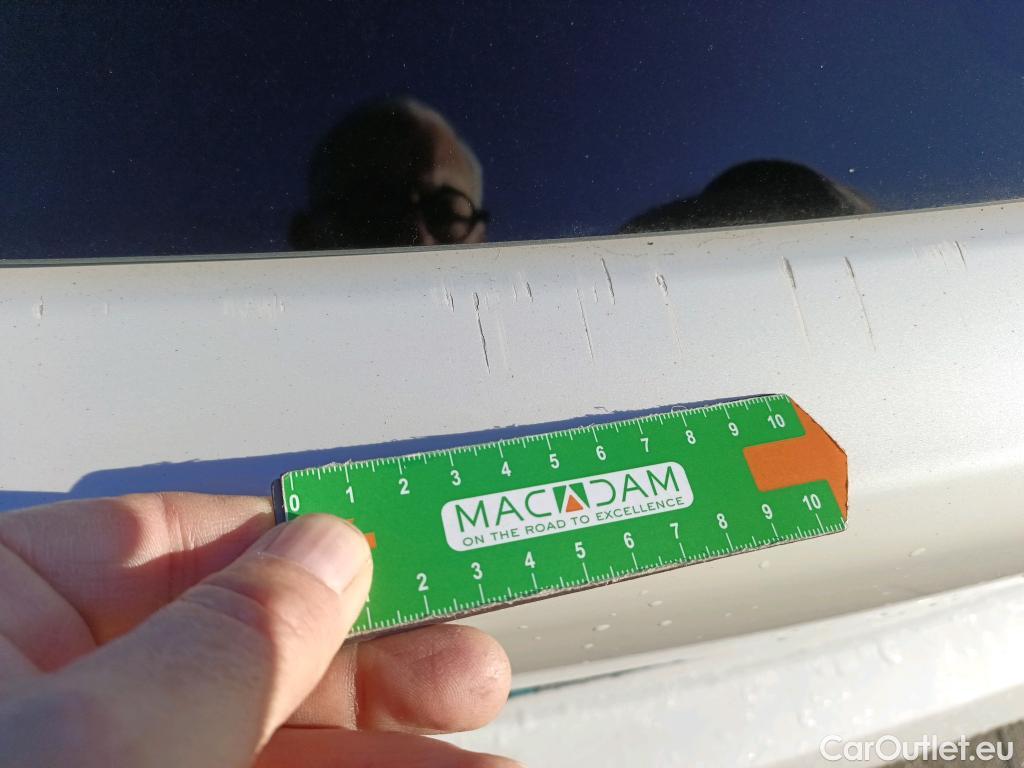 0 1 2 3 4 5 6 7 8 9 10
MACADAM
ON THE ROAD TO EXCELLENCE
2 3 4 5 6 7 8 9 10
CarOutlet.eu